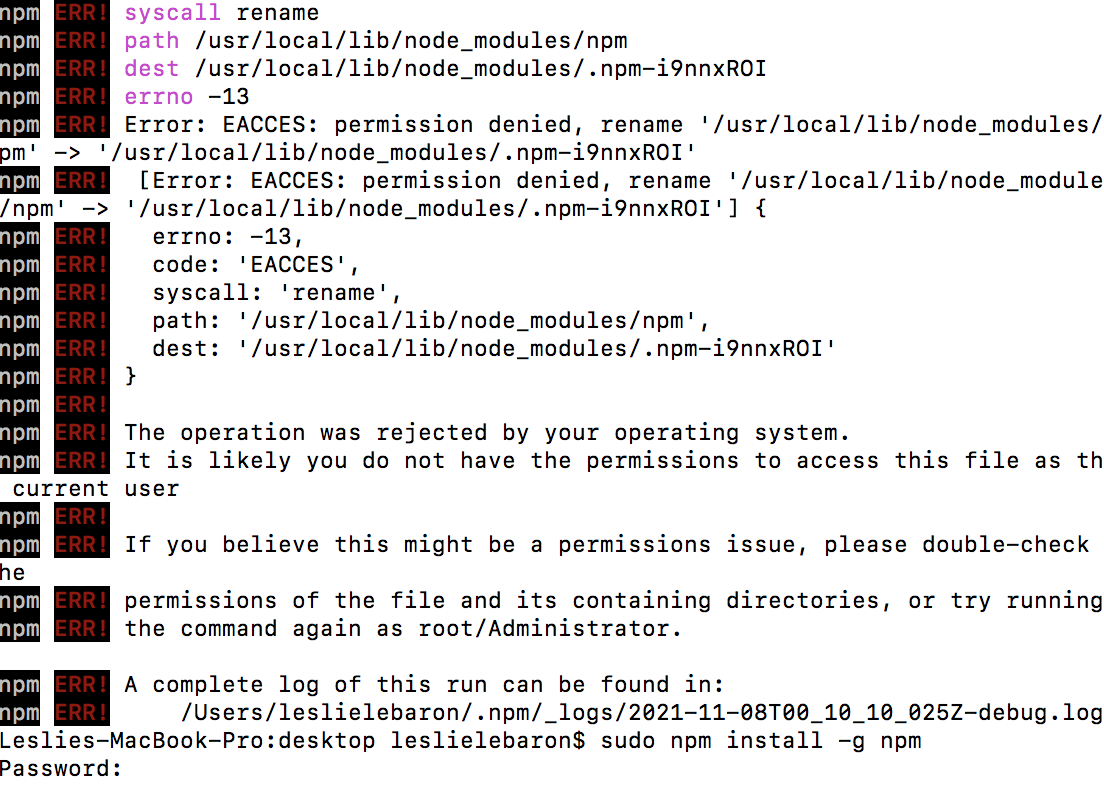 npm ERR! syscall rename
npm ERR! path /usr/local/lib/node_modules/npm
npm ERR! dest /usr/local/lib/node_modules/.npm-i9nnxROI
npm ERR! errno -13
npm ERR! Error: EACCES: permission denied, rename '/usr/local/lib/node_modules/
pm' -> '/usr/local/lib/node_modules/.npm-i9nnxROI'
npm ERR!  [Error: EACCES: permission denied, rename '/usr/local/lib/node_module
/npm' -> '/usr/local/lib/node_modules/.npm-i9nnxROI'] {
npm ERR!   errno: -13,
npm ERR!   code: 'EACCES',
npm ERR!   syscall: 'rename',
npm ERR!   path: '/usr/local/lib/node_modules/npm',
npm ERR!   dest: '/usr/local/lib/node_modules/.npm-i9nnxROI'
npm ERR! }
npm ERR!
npm ERR! The operation was rejected by your operating system.
npm ERR! It is likely you do not have the permissions to access this file as th
current user
npm ERR!
npm ERR! If you believe this might be a permissions issue, please double-check
he
npm ERR! permissions of the file and its containing directories, or try running
npm ERR! the command again as root/Administrator.
npm ERR! A complete log of this run can be found in:
npm ERR!     /Users/leslielebaron/.npm/_logs/2021-11-08T00_10_10_025Z-debug.log
Leslies-MacBook-Pro:desktop leslielebaron$ sudo npm install -g npm
Password: